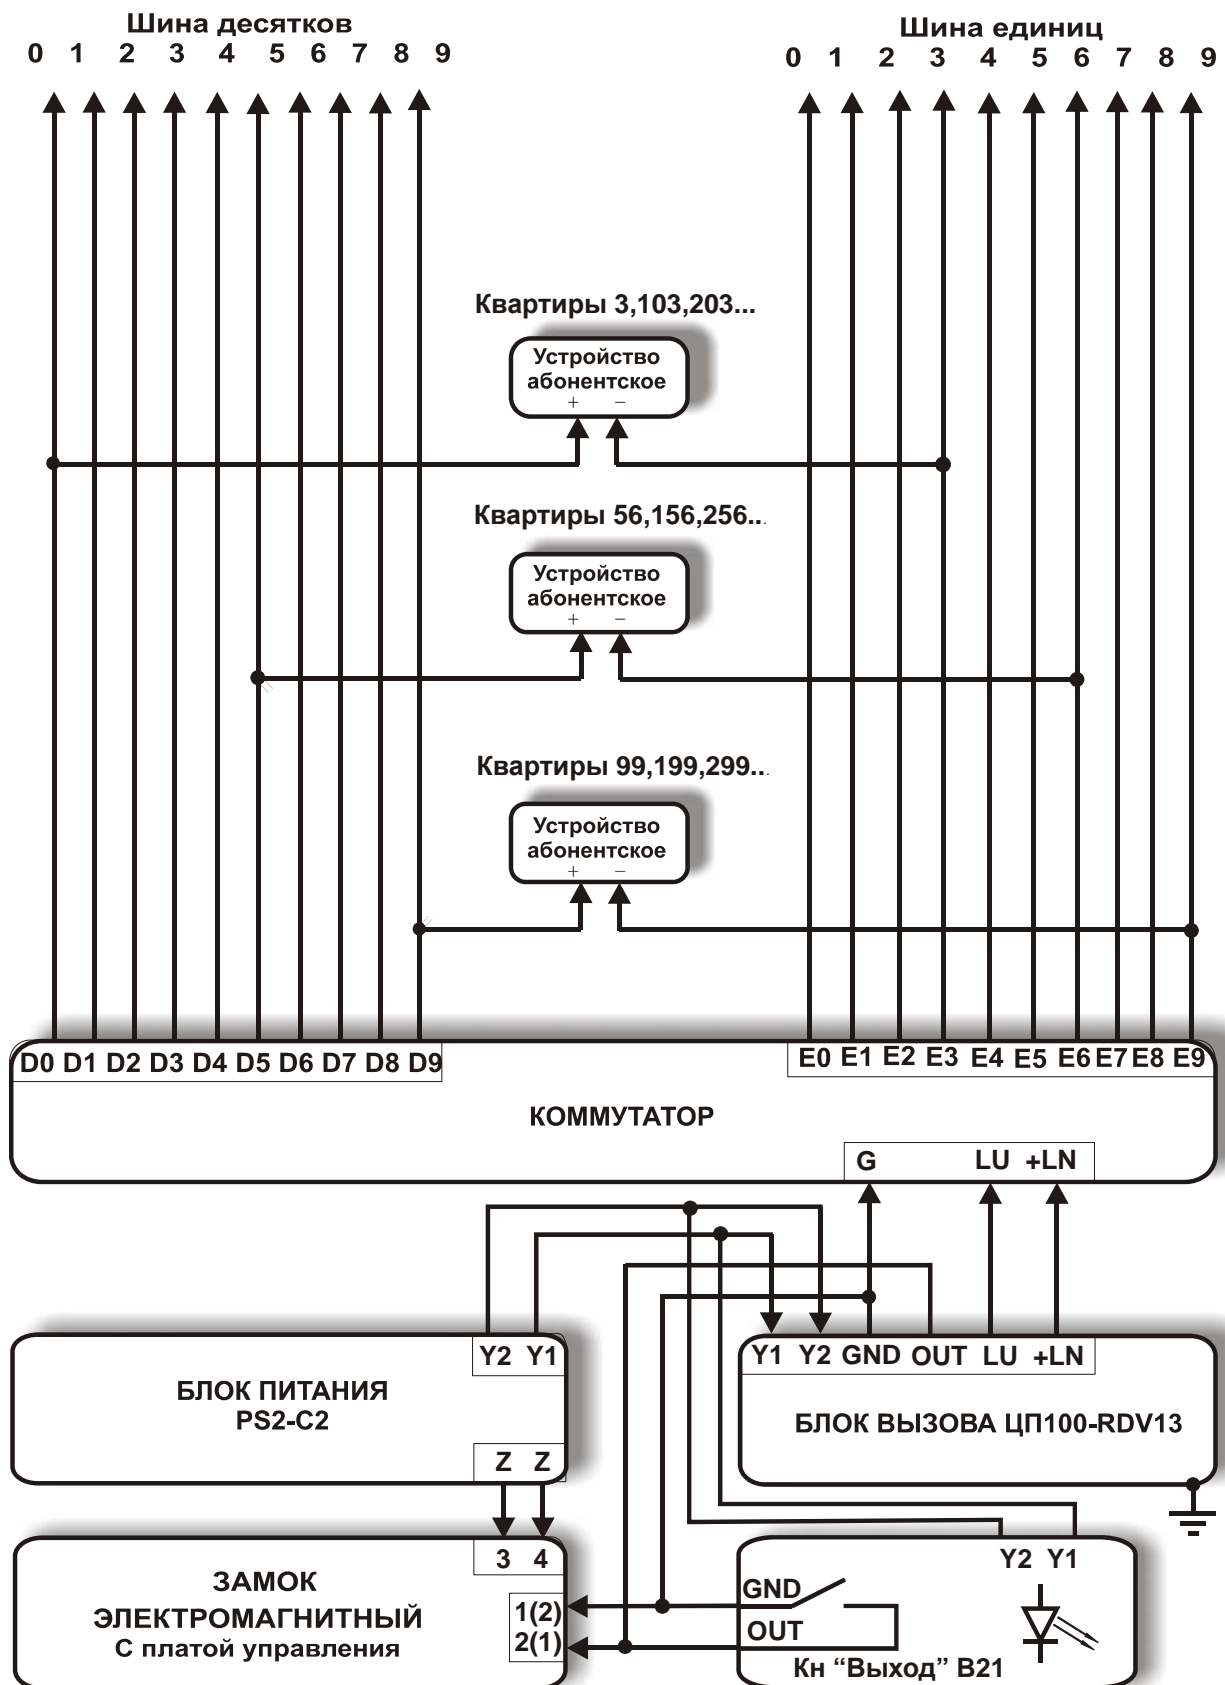 Шина десятков
0 1 2 3 4 5 6 7 8 9
Шина единиц
0 1 2 3 4 5 6 7 8 9
Квартиры 3,103,203...
Устройство
абонентское
+ −
Квартиры 56,156,256...
Устройство
абонентское
+ −
Квартиры 99,199,299...
Устройство
абонентское
+ −
D0 D1 D2 D3 D4 D5 D6 D7 D8 D9
E0 E1 E2 E3 E4 E5 E6 E7 E8 E9
КОММУТАТОР
G LU +LN
Y2 Y1
БЛОК ПИТАНИЯ
PS2-C2
Z Z
Y1 Y2 GND OUT LU +LN
БЛОК ВЫЗОВА ЦП100-RDV13
3 4
ЗАМОК
ЭЛЕКТРОМАГНИТНЫЙ
С платой управления
1(2)
2(1)
Y2 Y1
GND
OUT
Кн “Выход” В21